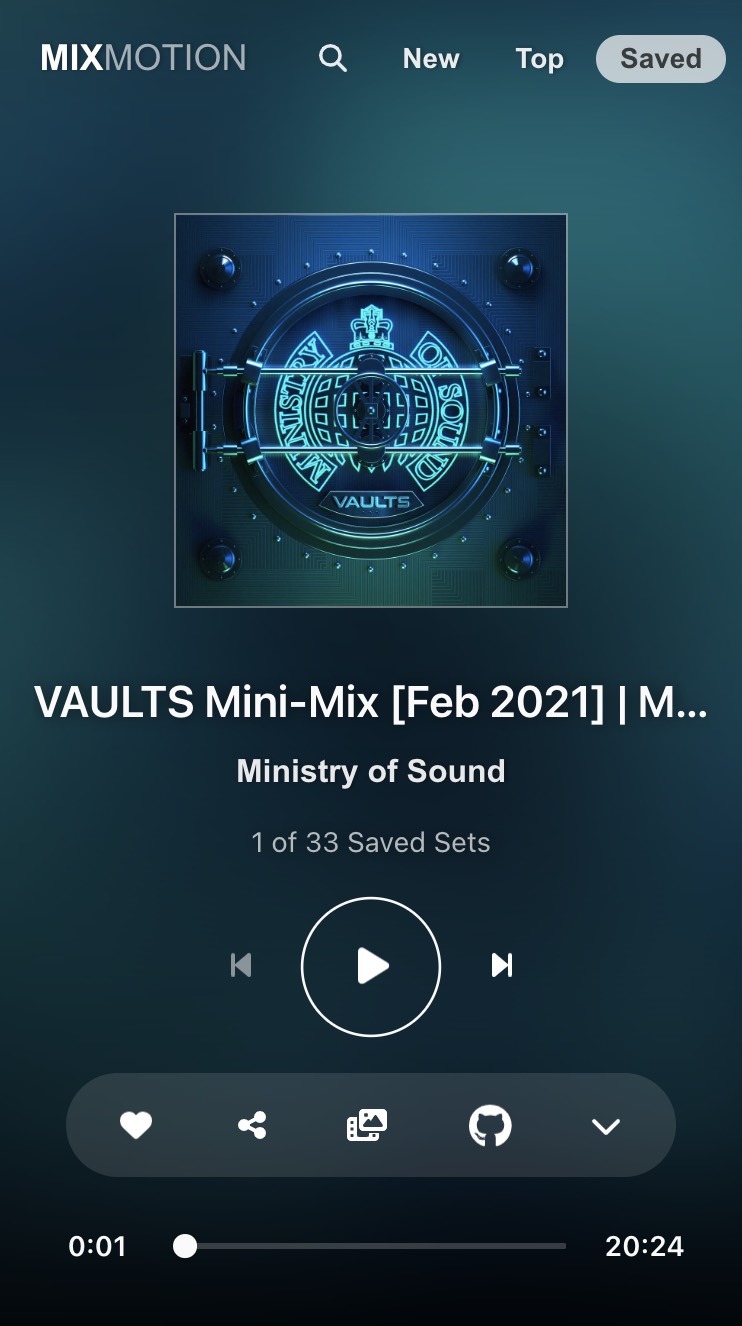 MIXMOTION New Top Saved
MINISTRY OF SOUND
VAULTS
VAULTS Mini-Mix [Feb 2021] | M...
Ministry of Sound
1 of 33 Saved Sets
0:01 20:24